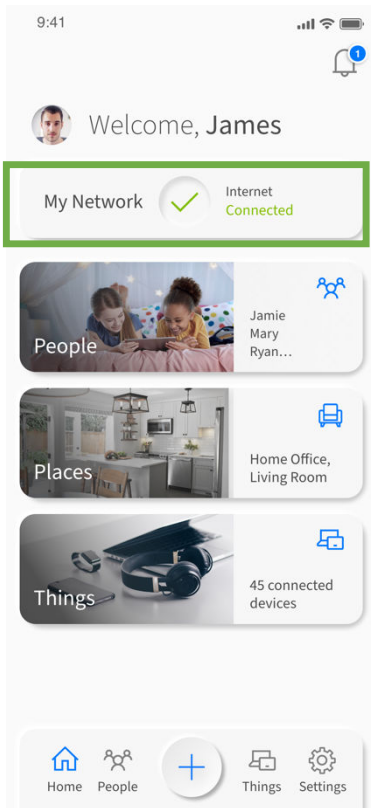 9:41
1
Welcome, James
My Network
Internet
Connected
People
Jamie
Mary
Ryan...
Places
Home Office,
Living Room
Things
45 connected
devices
Home People Things Settings